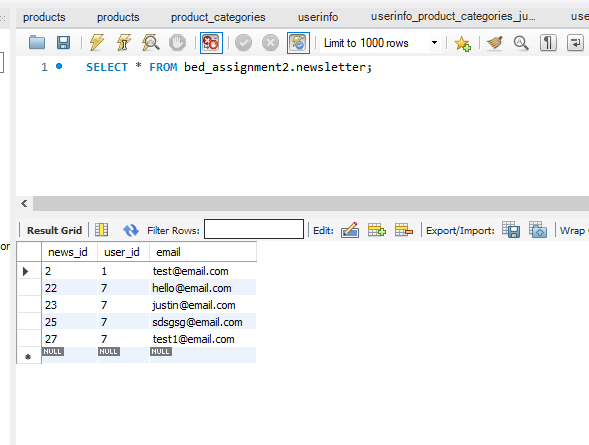 products products product_categories userinfo userinfo_product_categories_ju... use
Limit to 1000 rows
1 SELECT * FROM bed_assignment2.newsletter;
or
Result Grid Filter Rows: Edit: Export/Import: Wrap
news_id user_id email
2 1 test@email.com
22 7 hello@email.com
23 7 justin@email.com
25 7 sdsgsg@email.com
27 7 test1@email.com
NULL NULL NULL